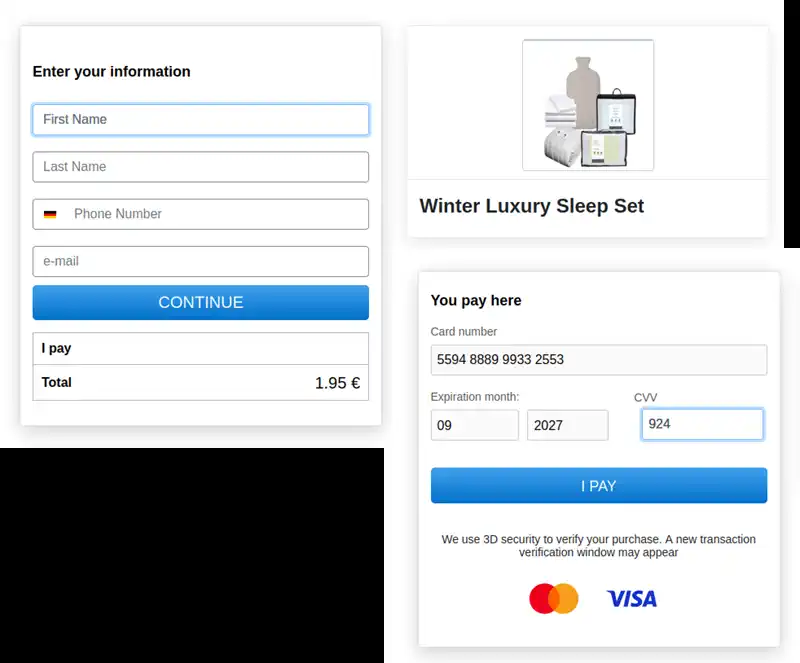 Enter your information
First Name
Last Name
Phone Number
e-mail
CONTINUE
I pay
Total 1.95 €
Winter Luxury Sleep Set
You pay here
Card number
5594 8889 9933 2553
Expiration month: CVV
09 2027 924
I PAY
We use 3D security to verify your purchase. A new transaction
verification window may appear
VISA